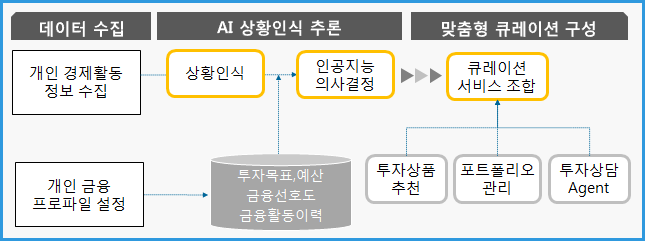 데이터 수집
AI 상황인식 추론
맞춤형 큐레이션 구성
개인 경제활동
정보 수집
상황인식
인공지능
의사결정
큐레이션
서비스 조합
개인 금융
프로파일 설정
투자목표,예산
금융선호도
금융활동이력
투자상품
추천
포트폴리오
관리
투자상담
Agent